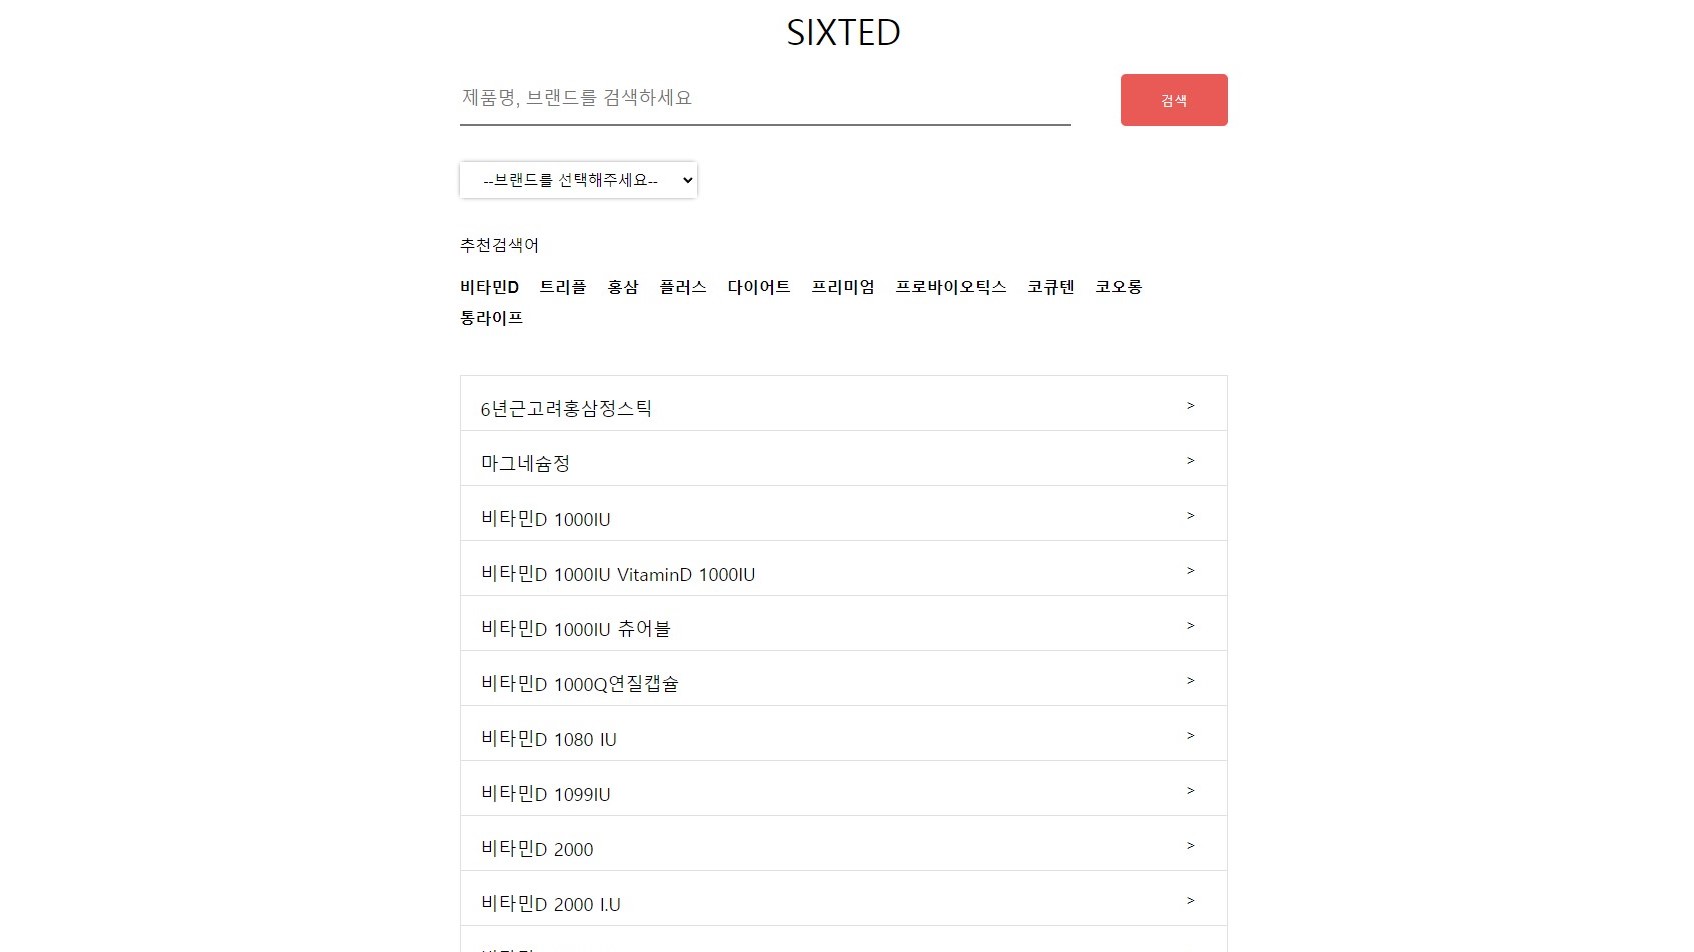 SIXTED
제품명, 브랜드를 검색하세요
검색
--브랜드를 선택해주세요--
추천검색어
비타민D 트리플 홍삼 플러스 다이어트 프리미엄 프로바이오틱스 코큐텐 코오롱
통라이프
6년근고려홍삼정스틱 >
마그네슘정 >
비타민D 1000IU >
비타민D 1000IU VitaminD 1000IU >
비타민D 1000IU 츄어블 >
비타민D 1000Q연질캡슐 >
비타민D 1080 IU >
비타민D 1099IU >
비타민D 2000 >
비타민D 2000 I.U >